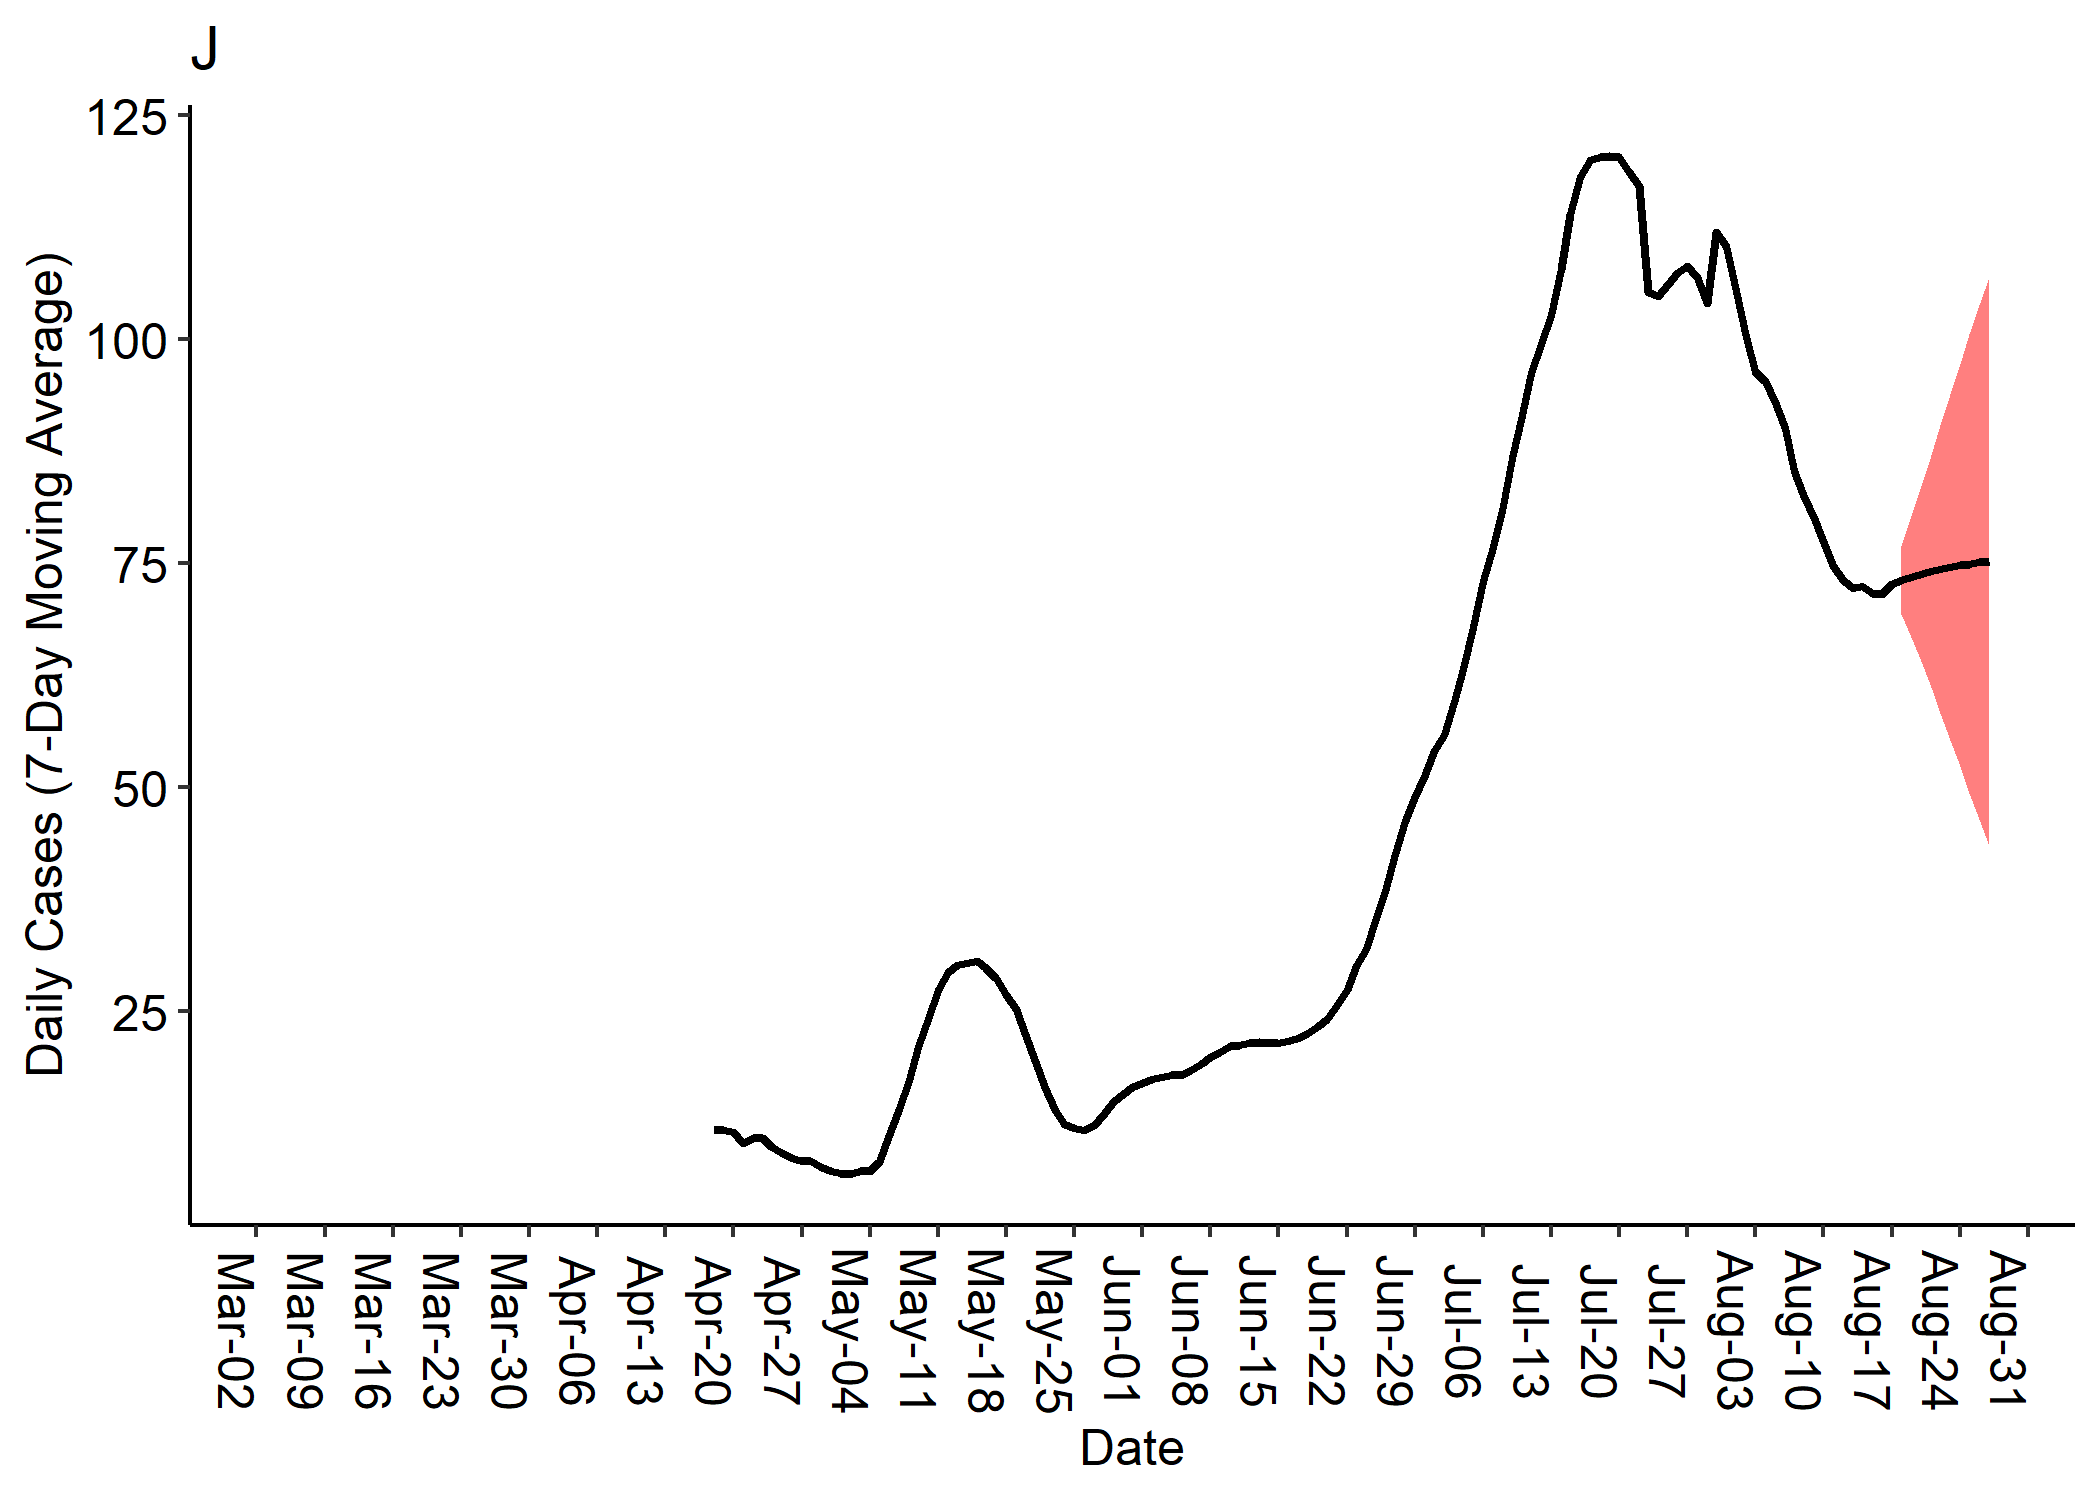 J
Daily Cases (7-Day Moving Average)
125
100
75
50
25
Mar-02
Mar-09
Mar-16
Mar-23
Mar-30
Apr-06
Apr-13
Apr-20
Apr-27
May-04
May-11
May-18
May-25
Jun-01
Jun-08
Jun-15
Jun-22
Jun-29
Jul-06
Jul-13
Jul-20
Jul-27
Aug-03
Aug-10
Aug-17
Aug-24
Aug-31
Date